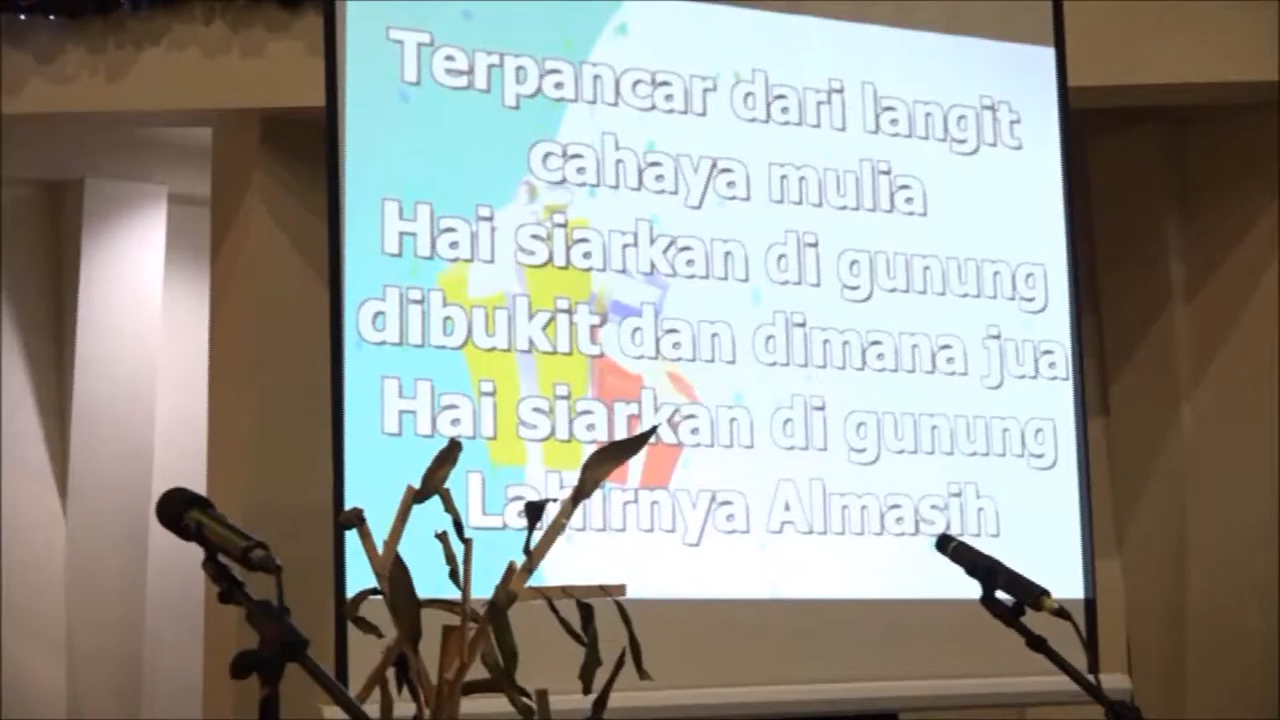 Terpancar dari langit
cahaya mulia
Hai siarkan di gunung
dibukit dan dimana jua
Hai siarkan di gunung
Lahirnya Almasih